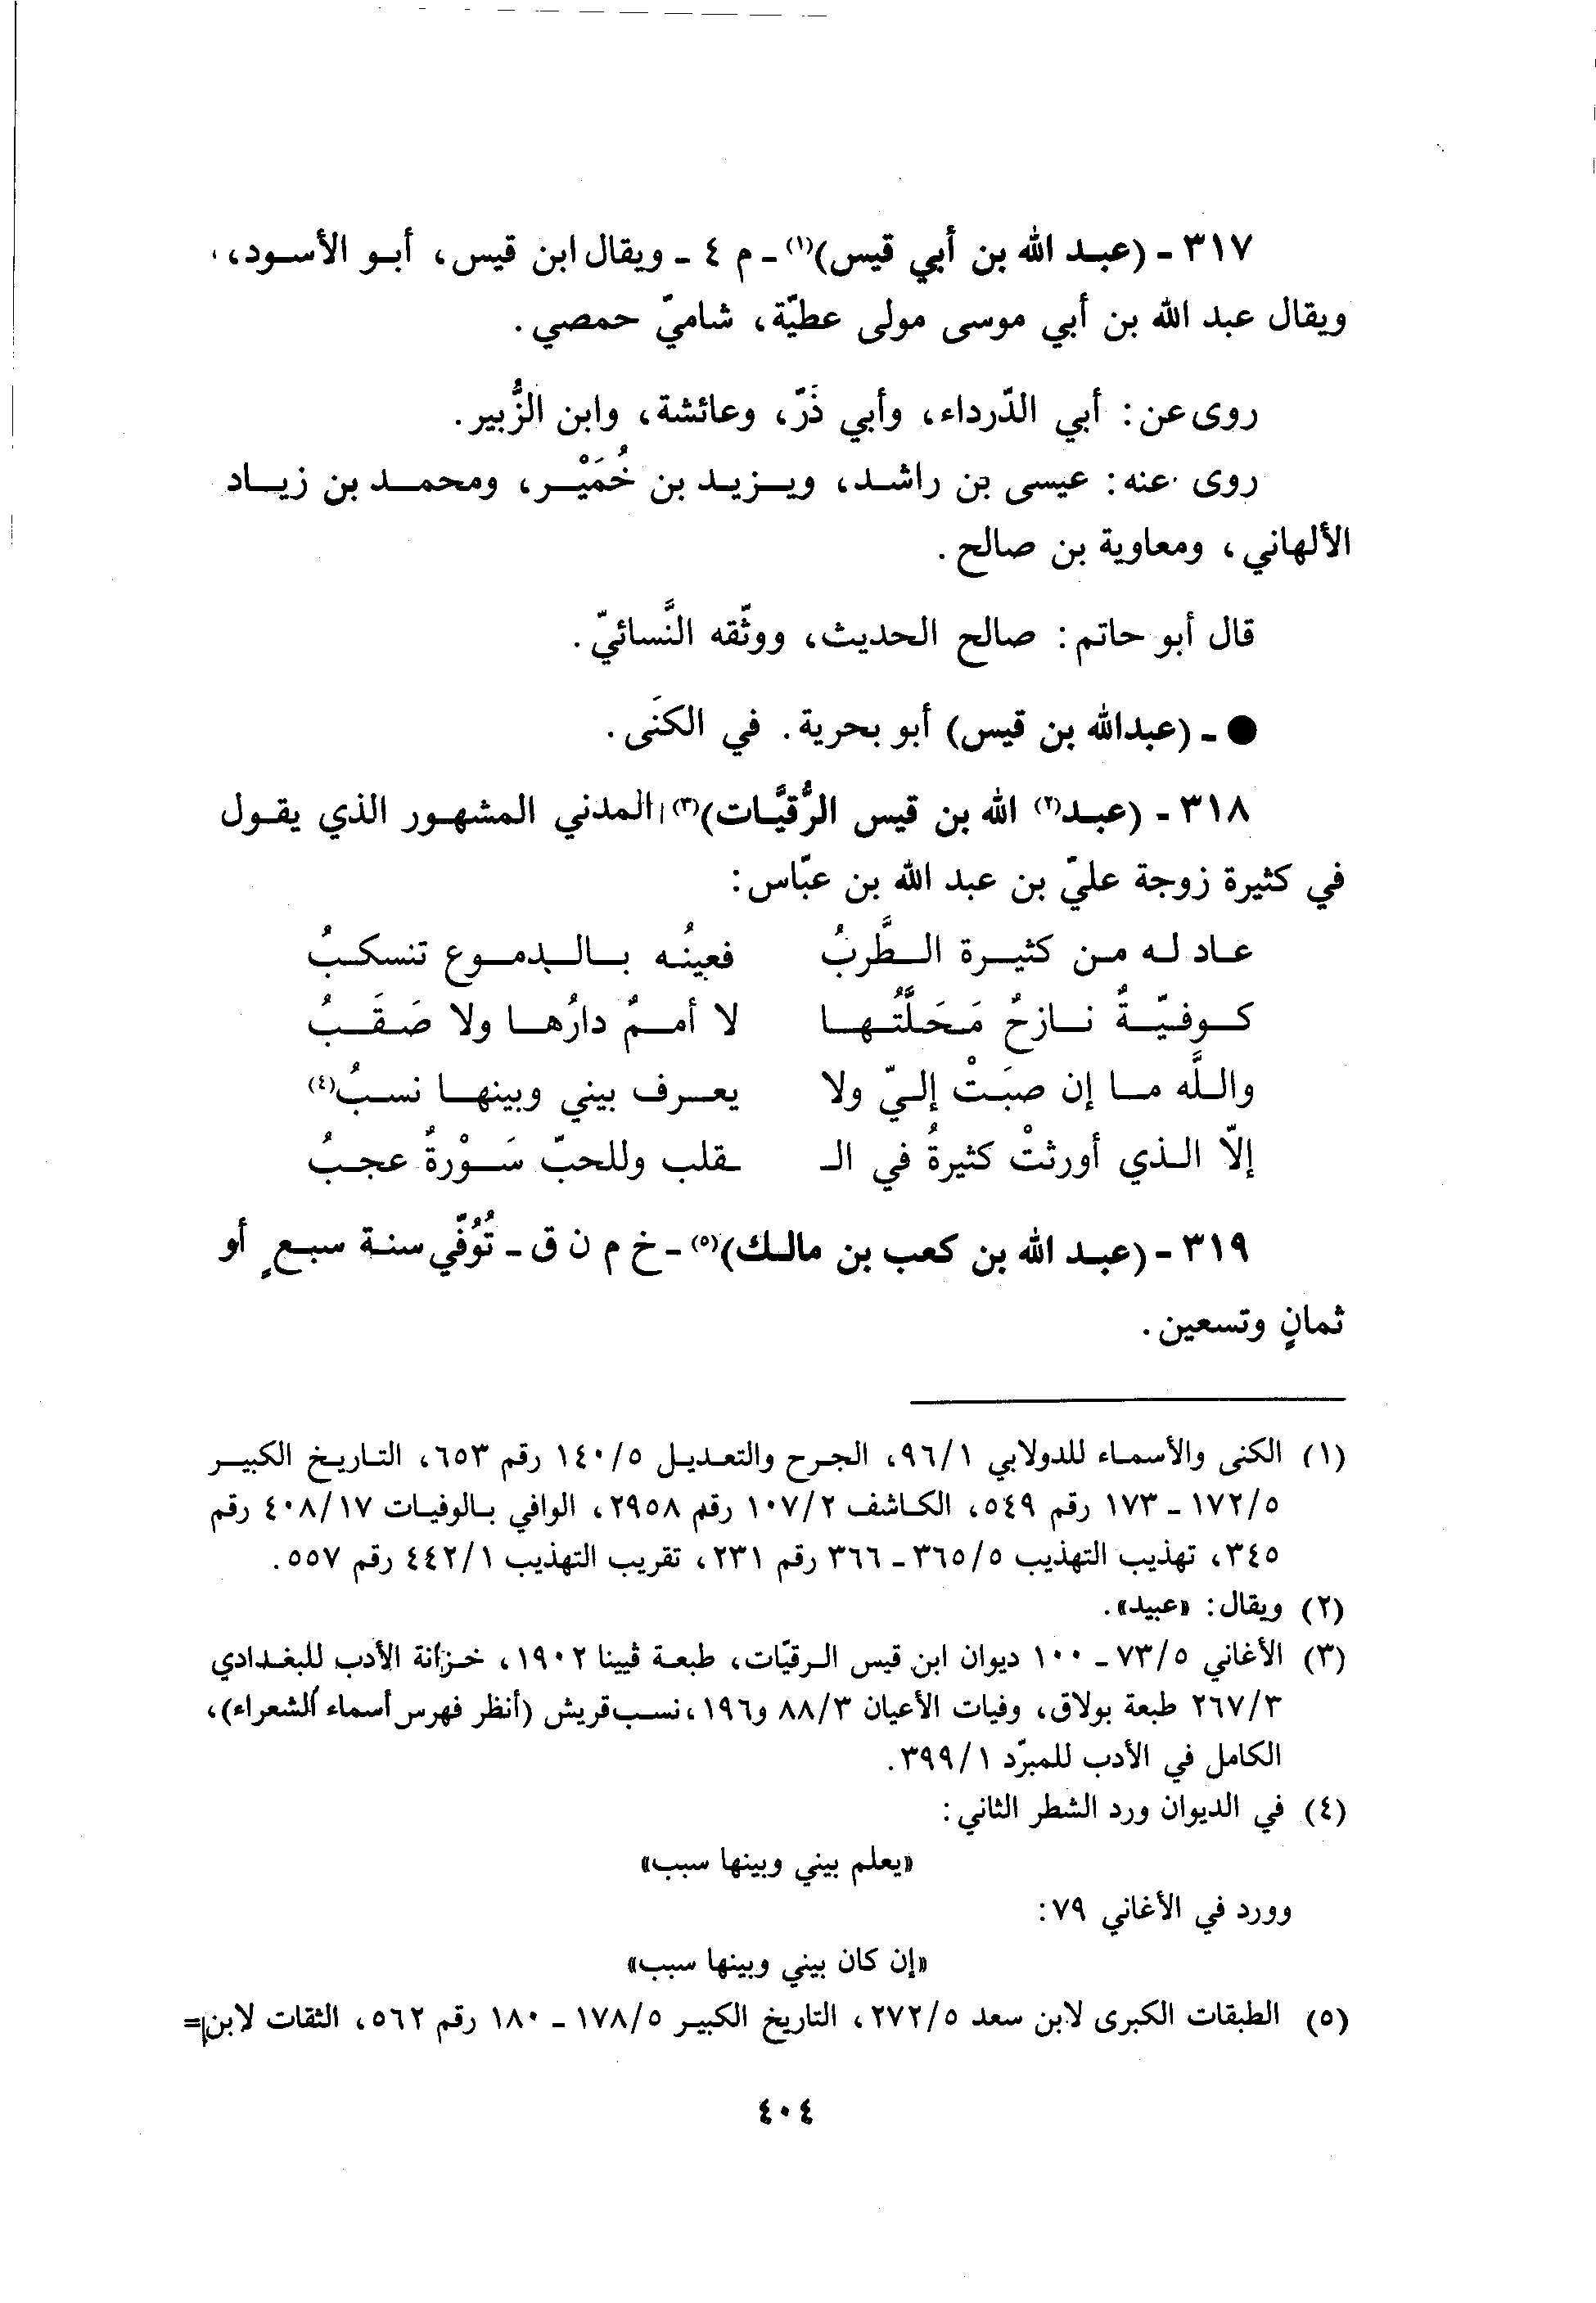 ٣١٧ - (عبد الله بن أبي قيس)(١) - م ٤ - ويقال ابن قيس، أبو الأسود،
ويقال عبد الله بن أبي موسى مولى عطيّة، شاميّ حمصي.
روى عن: أبي الدّرداء، وأبي ذَرّ، وعائشة، وابن الزُّبير.
روى عنه: عيسى بن راشد، ويزيد بن خُمَيْر، ومحمد بن زياد
الألهاني، ومعاوية بن صالح.
قال أبو حاتم: صالح الحديث، ووثّقه النَّسائيّ.
● - (عبدالله بن قيس) أبو بحرية. في الكنَى.
٣١٨ - (عبد(٢) الله بن قيس الرُّقيَّات)(٣) المدني المشهور الذي يقول
في كثيرة زوجة عليّ بن عبد الله بن عبّاس:
عاد له من كثيرة الطَّربُ فعينُه بالدموع تنسكبُ
كوفيّةٌ نازحٌ مَحَلَّتُها لا أممٌ دارُها ولا صَقَبُ
واللَّه ما إن صبَتْ إليّ ولا يعرف بيني وبينها نسبُ(٤)
إلّا الذي أورثتْ كثيرةُ في الـ ـقلب وللحبّ سَوْرةٌ عجبُ
٣١٩ - (عبد الله بن كعب بن مالك)(٥) - خ م ن ق - تُوُفّي سنة سبعٍ أو
ثمانٍ وتسعين.
(١) الكنى والأسماء للدولابي ٩٦/١، الجرح والتعديل ١٤٠/٥ رقم ٦٥٣، التاريخ الكبير
١٧٢/٥ - ١٧٣ رقم ٥٤٩، الكاشف ١٠٧/٢ رقم ٢٩٥٨، الوافي بالوفيات ٤٠٨/١٧ رقم
٣٤٥، تهذيب التهذيب ٣٦٥/٥ - ٣٦٦ رقم ٢٣١، تقريب التهذيب ٤٤٢/١ رقم ٥٥٧.
(٢) ويقال: «عبيد».
(٣) الأغاني ٧٣/٥ - ١٠٠ ديوان ابن قيس الرقيّات، طبعة ڤيينا ١٩٠٢، خزانة الأدب للبغدادي
٢٦٧/٣ طبعة بولاق، وفيات الأعيان ٨٨/٣ و١٩٦، نسب قريش (أنظر فهرس أسماء الشعراء)،
الكامل في الأدب للمبرّد ٣٩٩/١.
(٤) في الديوان ورد الشطر الثاني:
«يعلم بيني وبينها سبب»
وورد في الأغاني ٧٩:
«إن كان بيني وبينها سبب»
(٥) الطبقات الكبرى لابن سعد ٢٧٢/٥، التاريخ الكبير ١٧٨/٥ - ١٨٠ رقم ٥٦٢، الثقات لابن=
٤٠٤